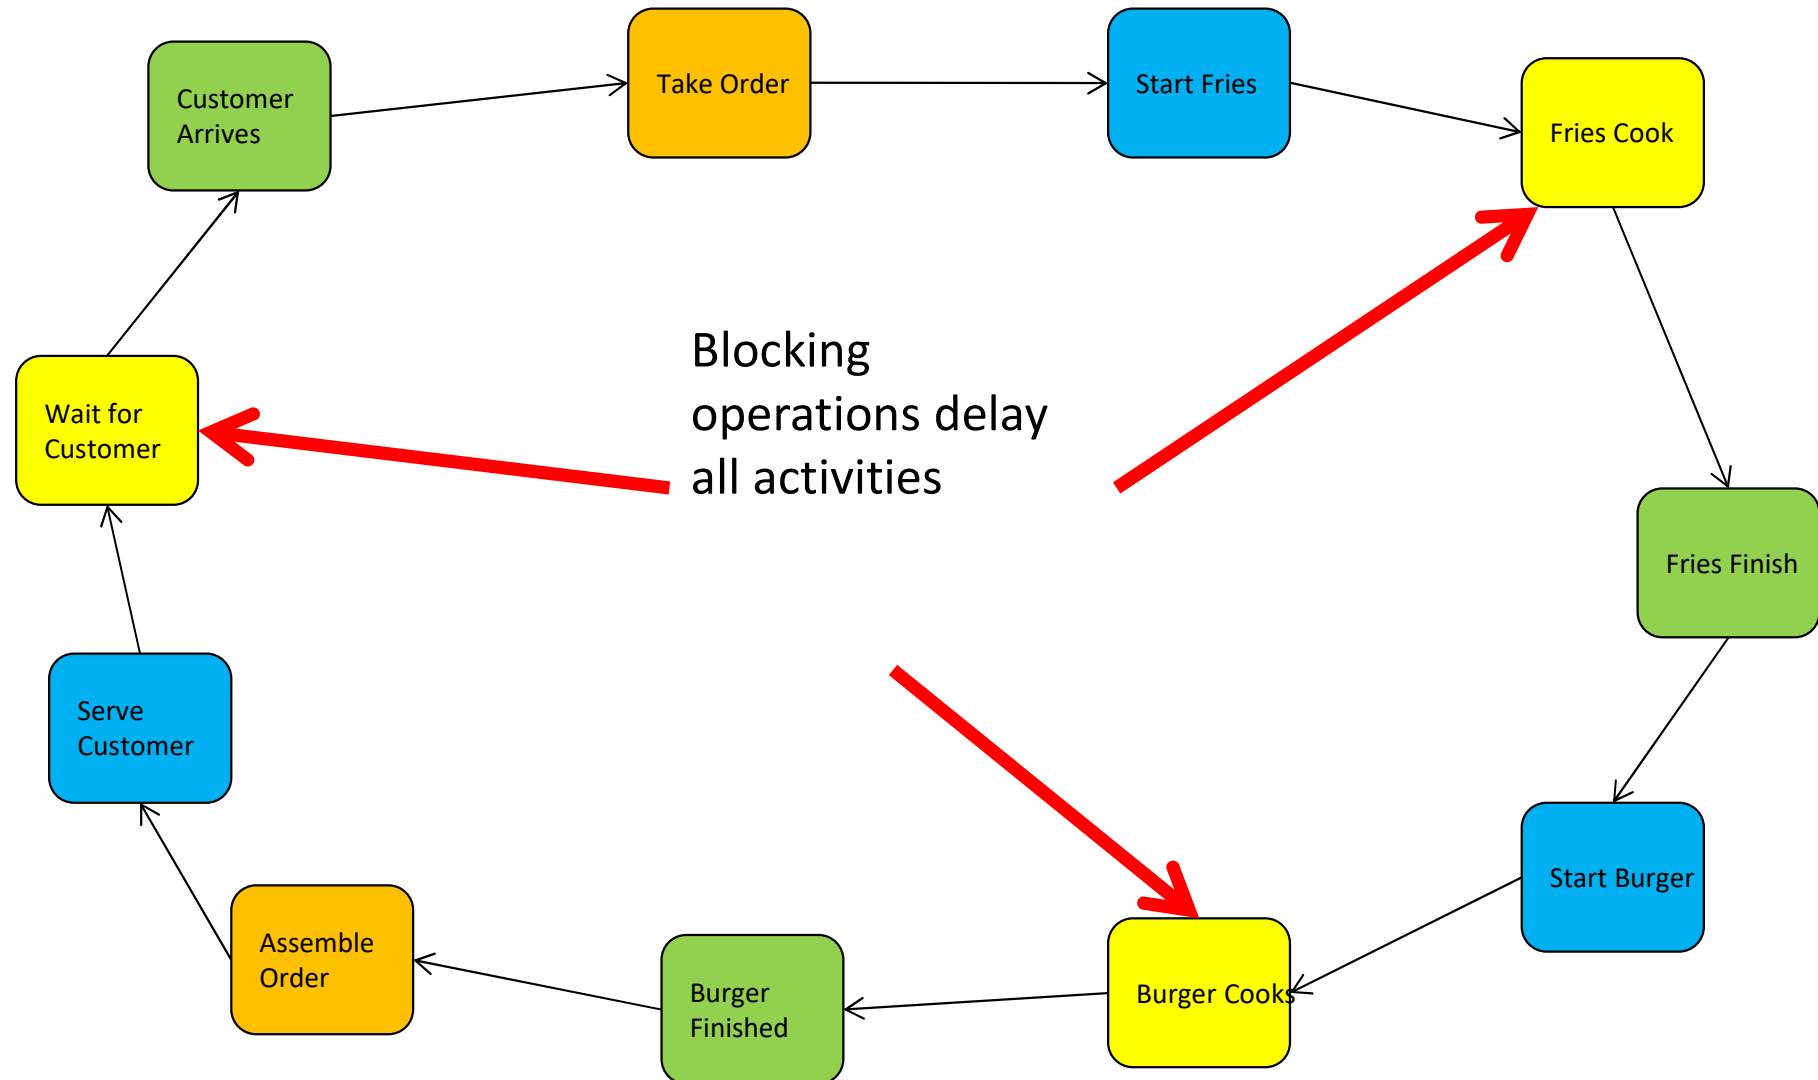 Customer
Arrives
Take Order
Start Fries
Fries Cook
Blocking
operations delay
all activities
Wait for
Customer
Fries Finish
Serve
Customer
Start Burger
Assemble
Order
Burger
Finished
Burger Cooks